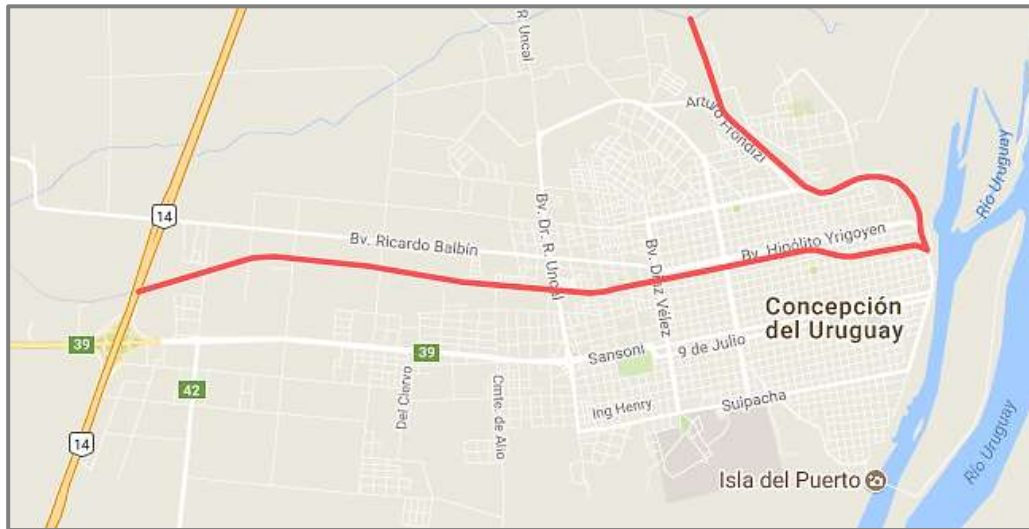 R. Uncal
Arturo Frondizi
Río Uruguay
14
Bv. Ricardo Balbín
Bv. Dr. R. Uncal
Bv. Díaz Vélez
Bv. Hipólito Yrigoyen
Concepción
del Uruguay
39
39
Sansoni
9 de Julio
42
Del Ciervo
Cmte. de Alio
Ing Henry
Suipacha
14
Isla del Puerto
Río Uruguay